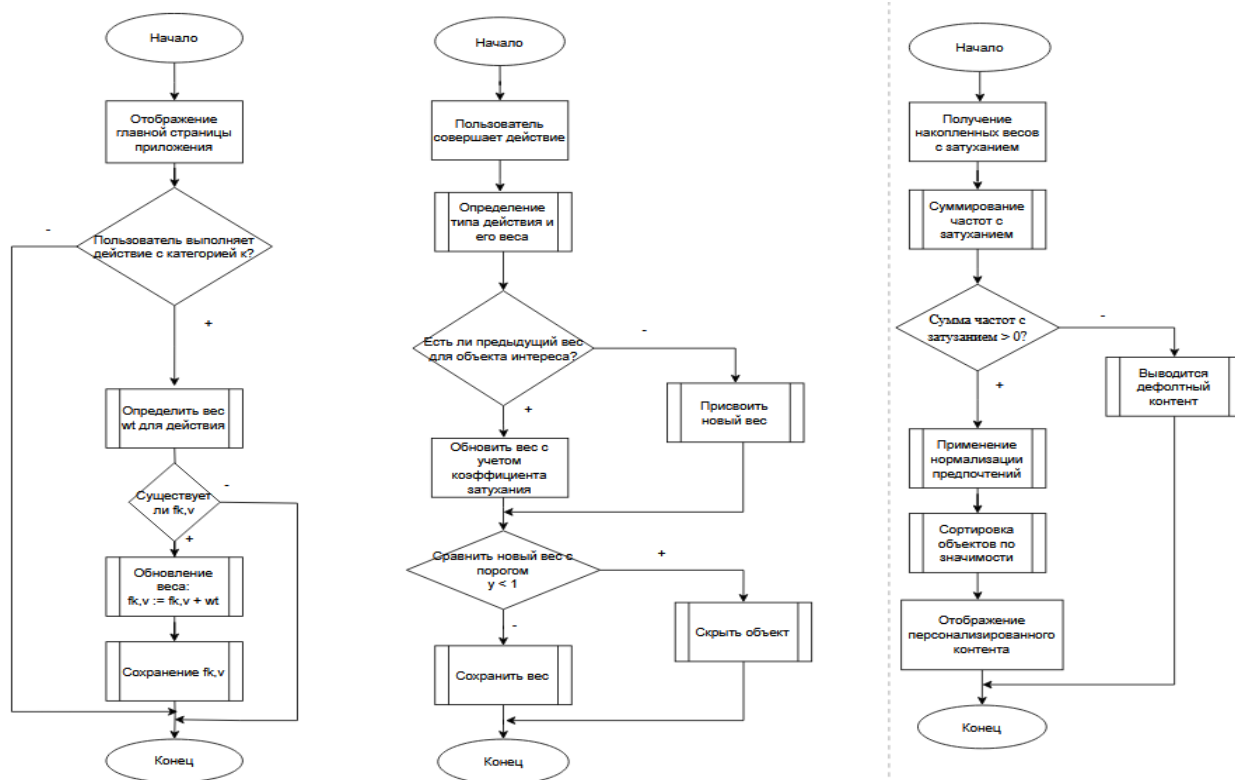 Начало
Отображение
главной страницы
приложения
-
Пользователь выполняет
действие с категорией к?
+
Определить вес
wt для действия
Существует
ли fk,v
-
+
Обновление
веса:
fk,v := fk,v + wt
Сохранение fk,v
Конец
Начало
Пользователь
совершает действие
Определение
типа действия и
его веса
Есть ли предыдущий вес
для объекта интереса?
-
+
Присвоить
новый вес
Обновить вес с
учетом
коэффициента
затухания
Сравнить новый вес с
порогом
y < 1
+
-
Скрыть объект
Сохранить вес
Конец
Начало
Получение
накопленных весов
с затуханием
Суммирование
частот с
затуханием
Сумма частот с
затузанием > 0?
-
+
Выводится
дефолтный
контент
Применение
нормализации
предпочтений
Сортировка
объектов по
значимости
Отображение
персонализированного
контента
Конец